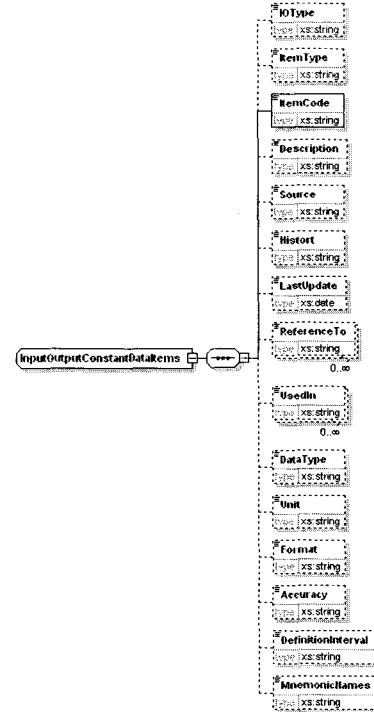 IOType
type xs:string
ItemType
type xs:string
ItemCode
type xs:string
Description
type xs:string
Source
type xs:string
Histort
type xs:string
LastUpdate
type xs:date
ReferenceTo
type xs:string
0..∞
InputOutputConstantDataItems
UsedIn
type xs:string
0..∞
DataType
type xs:string
Unit
type xs:string
Format
type xs:string
Accuracy
type xs:string
DefinitionInterval
type xs:string
MnemonicNames
type xs:string